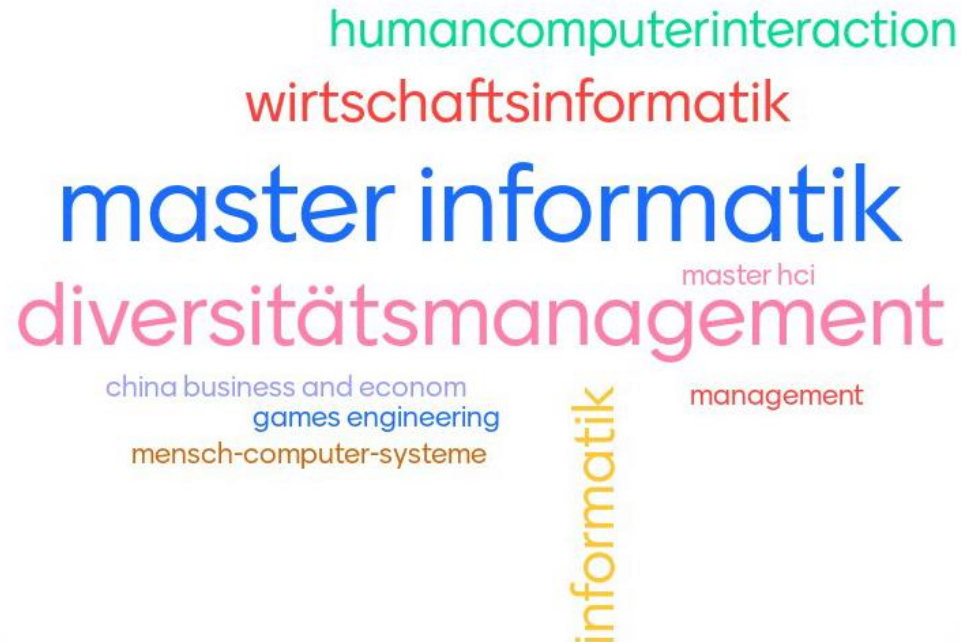 humancomputerinteraction
wirtschaftsinformatik
master informatik
master hci
diversitätsmanagement
china business and econom
management
games engineering
mensch-computer-systeme
informatik